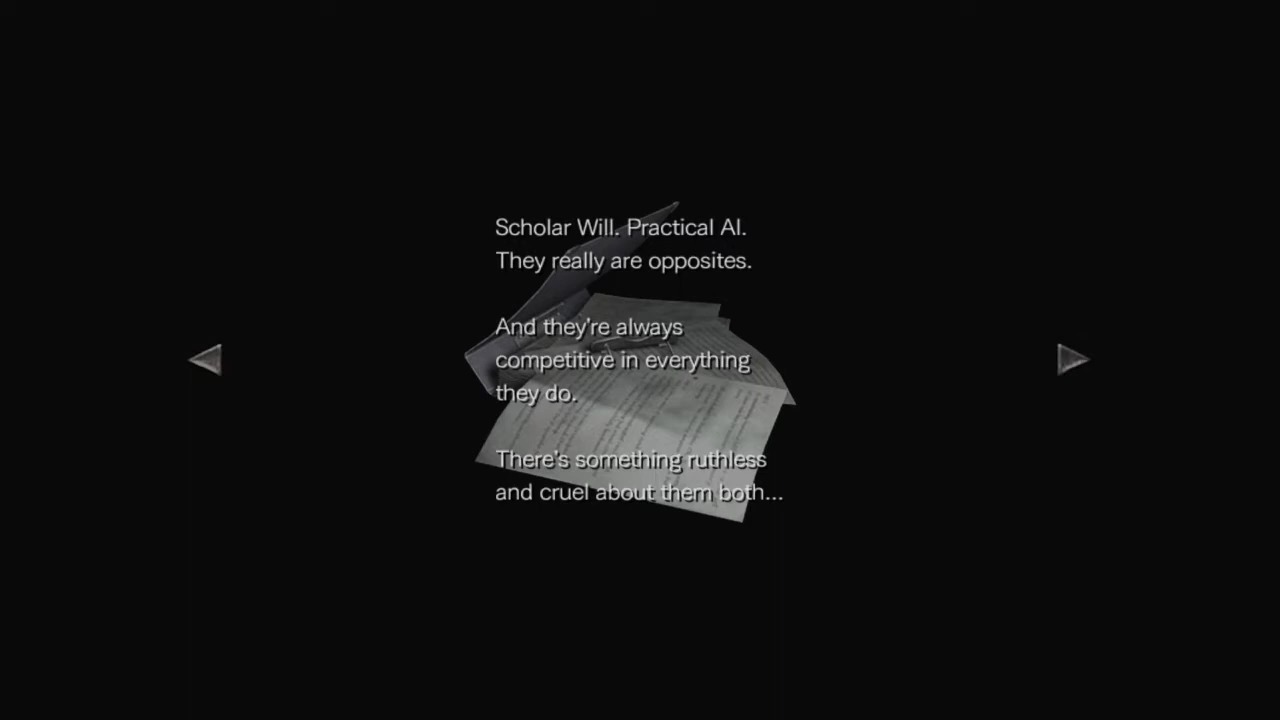 Scholar Will. Practical Al.
They really are opposites.
And they're always
competitive in everything
they do.
There's something ruthless
and cruel about them both...